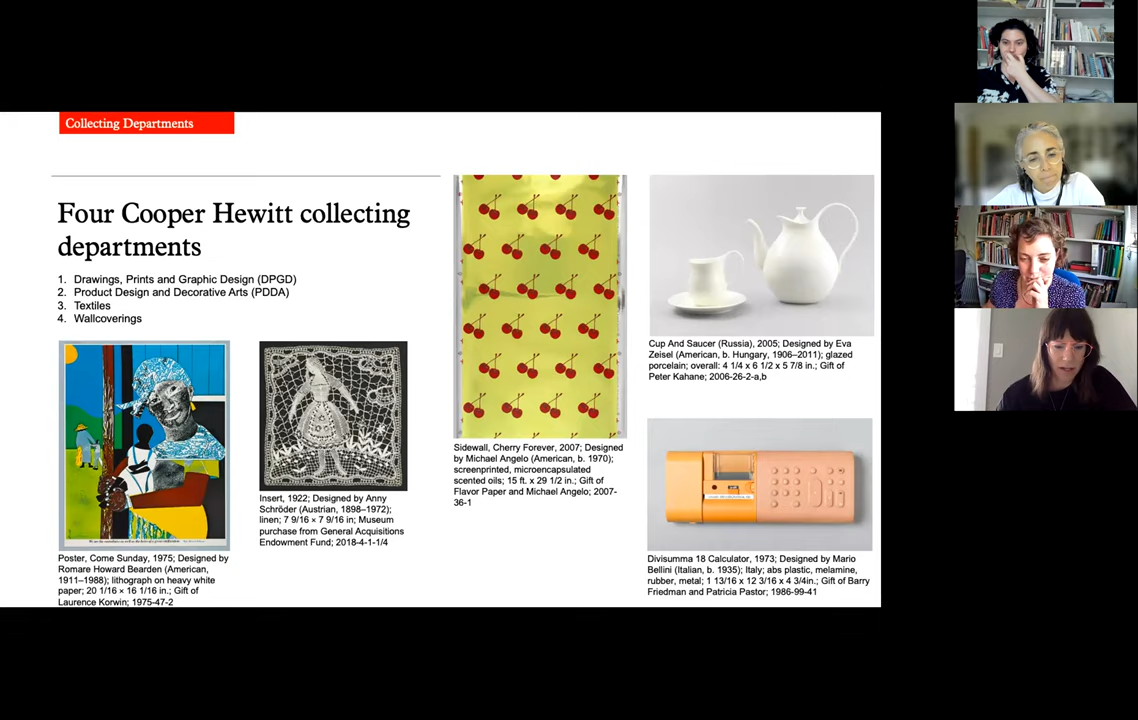 Collecting Departments
Four Cooper Hewitt collecting
departments
1. Drawings, Prints and Graphic Design (DPGD)
2. Product Design and Decorative Arts (PDDA)
3. Textiles
4. Wallcoverings
Poster, Come Sunday, 1975; Designed by
Romare Howard Bearden (American,
1911–1988); lithograph on heavy white
paper; 20 1/16 × 16 1/16 in.; Gift of
Laurence Korwin; 1975-47-2
Insert, 1922; Designed by Anny
Schröder (Austrian, 1898–1972);
linen; 7 9/16 × 7 9/16 in; Museum
purchase from General Acquisitions
Endowment Fund; 2018-4-1-1/4
Sidewall, Cherry Forever, 2007; Designed
by Michael Angelo (American, b. 1970);
screenprinted, microencapsulated
scented oils; 15 ft. x 29 1/2 in.; Gift of
Flavor Paper and Michael Angelo; 2007-
36-1
Cup And Saucer (Russia), 2005; Designed by Eva
Zeisel (American, b. Hungary, 1906–2011); glazed
porcelain; overall: 4 1/4 x 6 1/2 x 5 7/8 in.; Gift of
Peter Kahane; 2006-26-2-a,b
Divisumma 18 Calculator, 1973; Designed by Mario
Bellini (Italian, b. 1935); Italy; abs plastic, melamine,
rubber, metal; 1 13/16 x 12 3/16 x 4 3/4in.; Gift of Barry
Friedman and Patricia Pastor; 1986-99-41